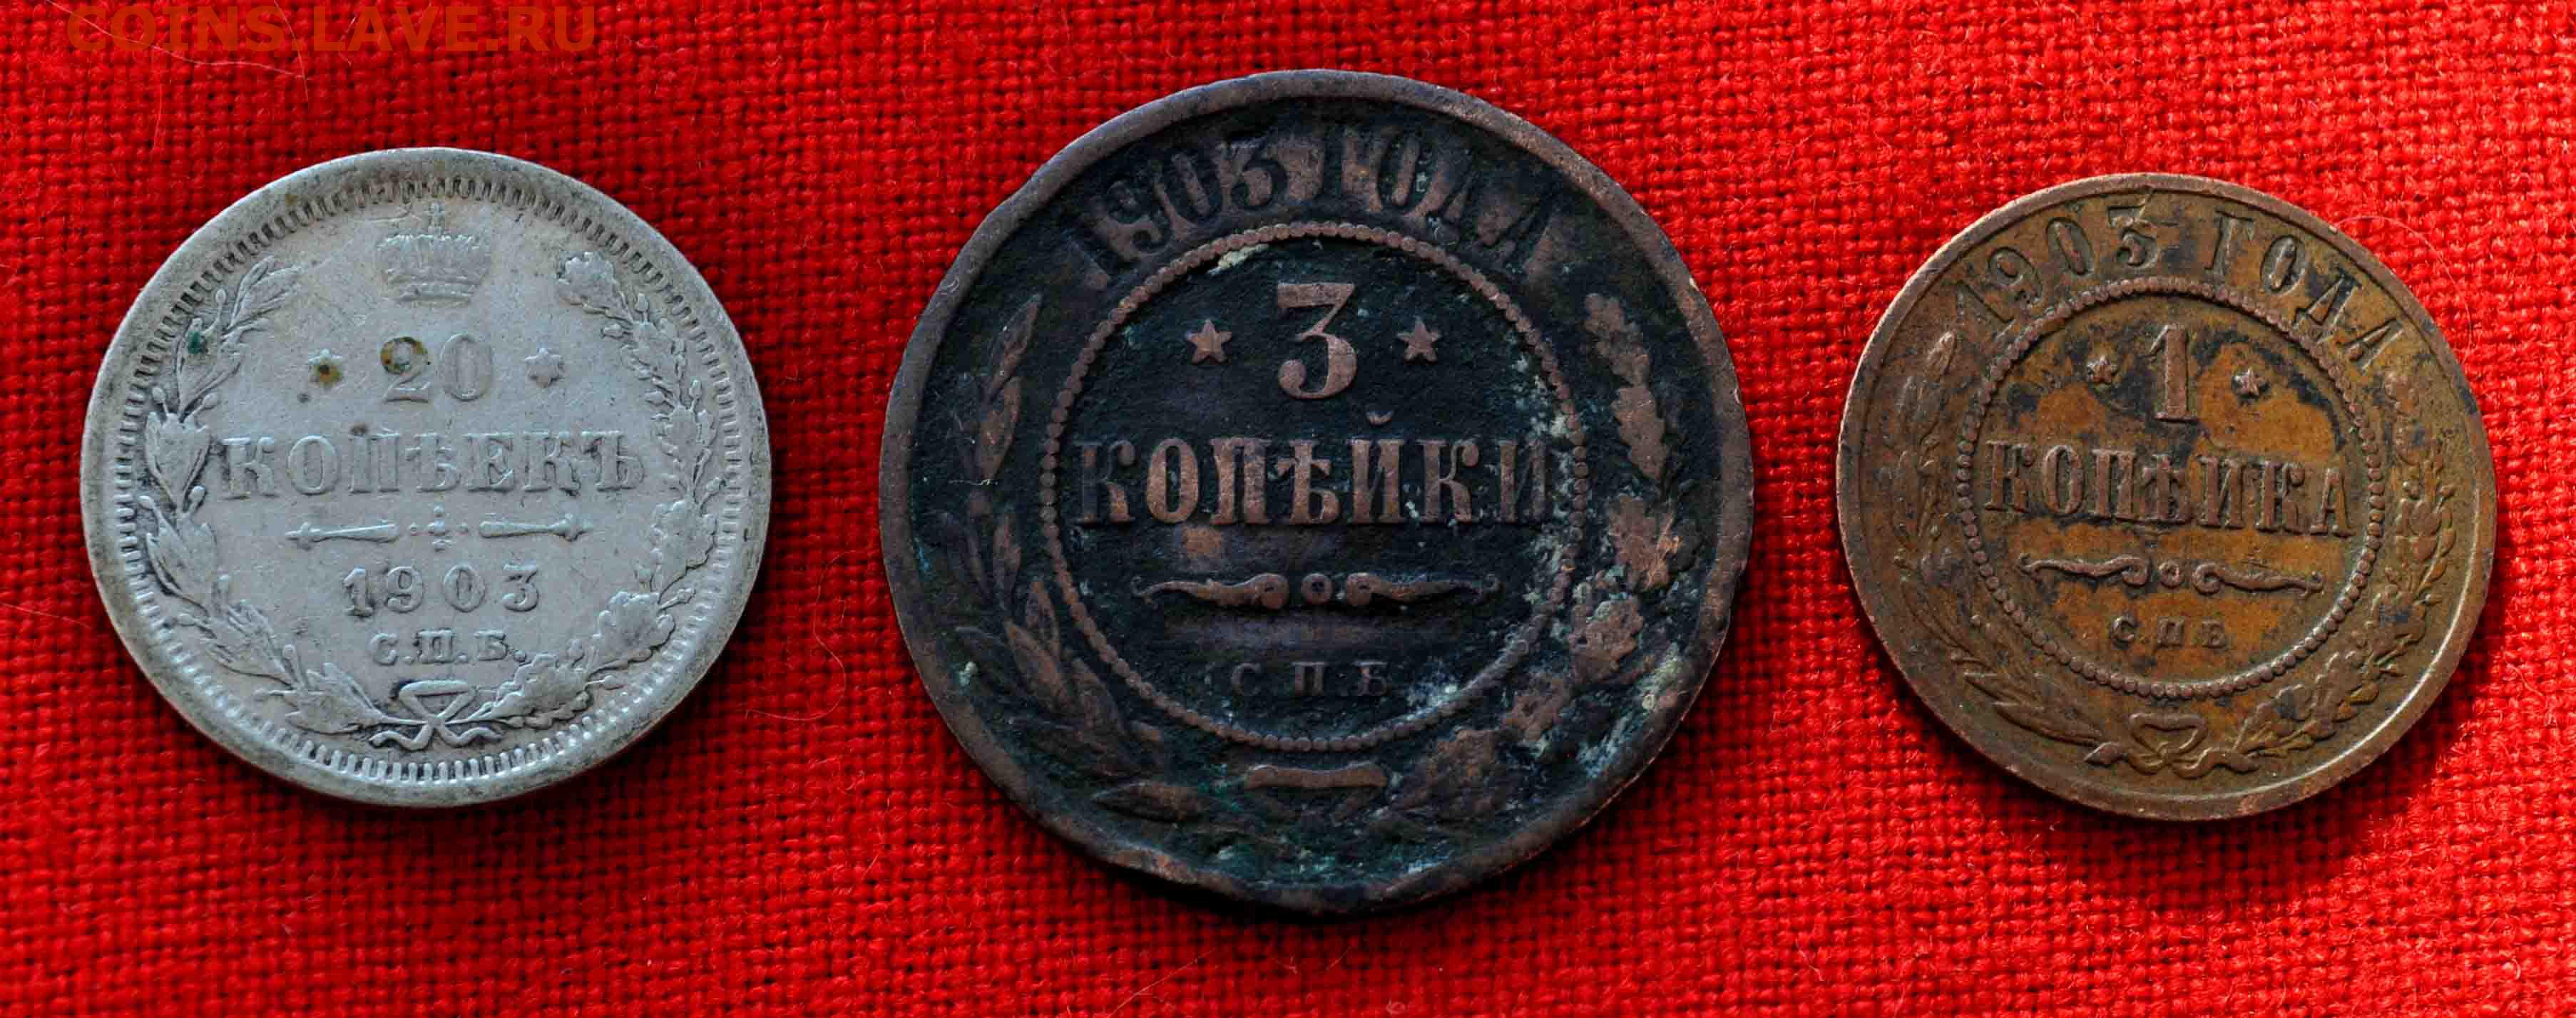 COINS.LAVE.RU
20
КОПѢЕКЪ
1903
С.П.Б.
1903 ГОДА
3
КОПѢЙКИ
С.П.Б.
1903 ГОДА
1
КОПѢЙКА
С.П.Б.